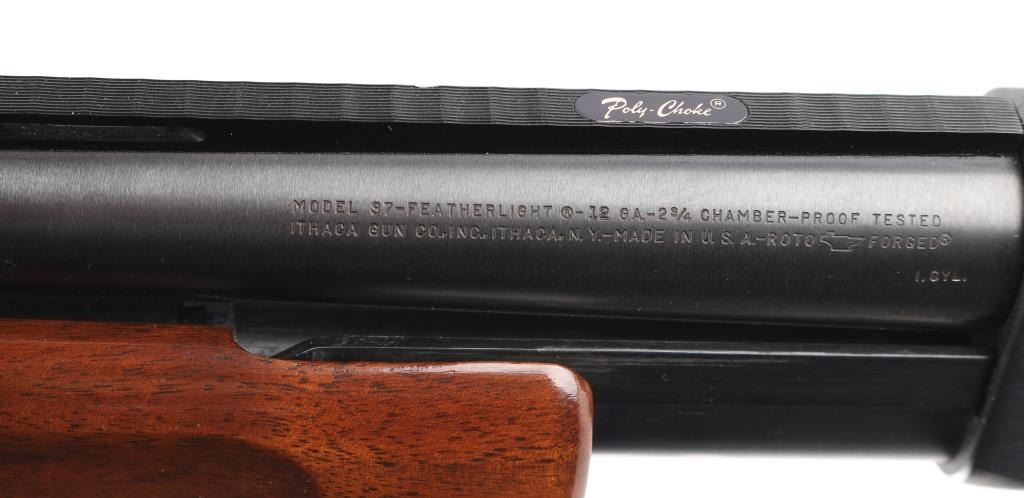 Poly-Choke®
MODEL 37-FEATHERLIGHT ®-12 GA.-2¾ CHAMBER-PROOF TESTED
ITHACA GUN CO.INC. ITHACA, N.Y.-MADE IN U.S.A.-ROTO FORGED®
I.CYL.